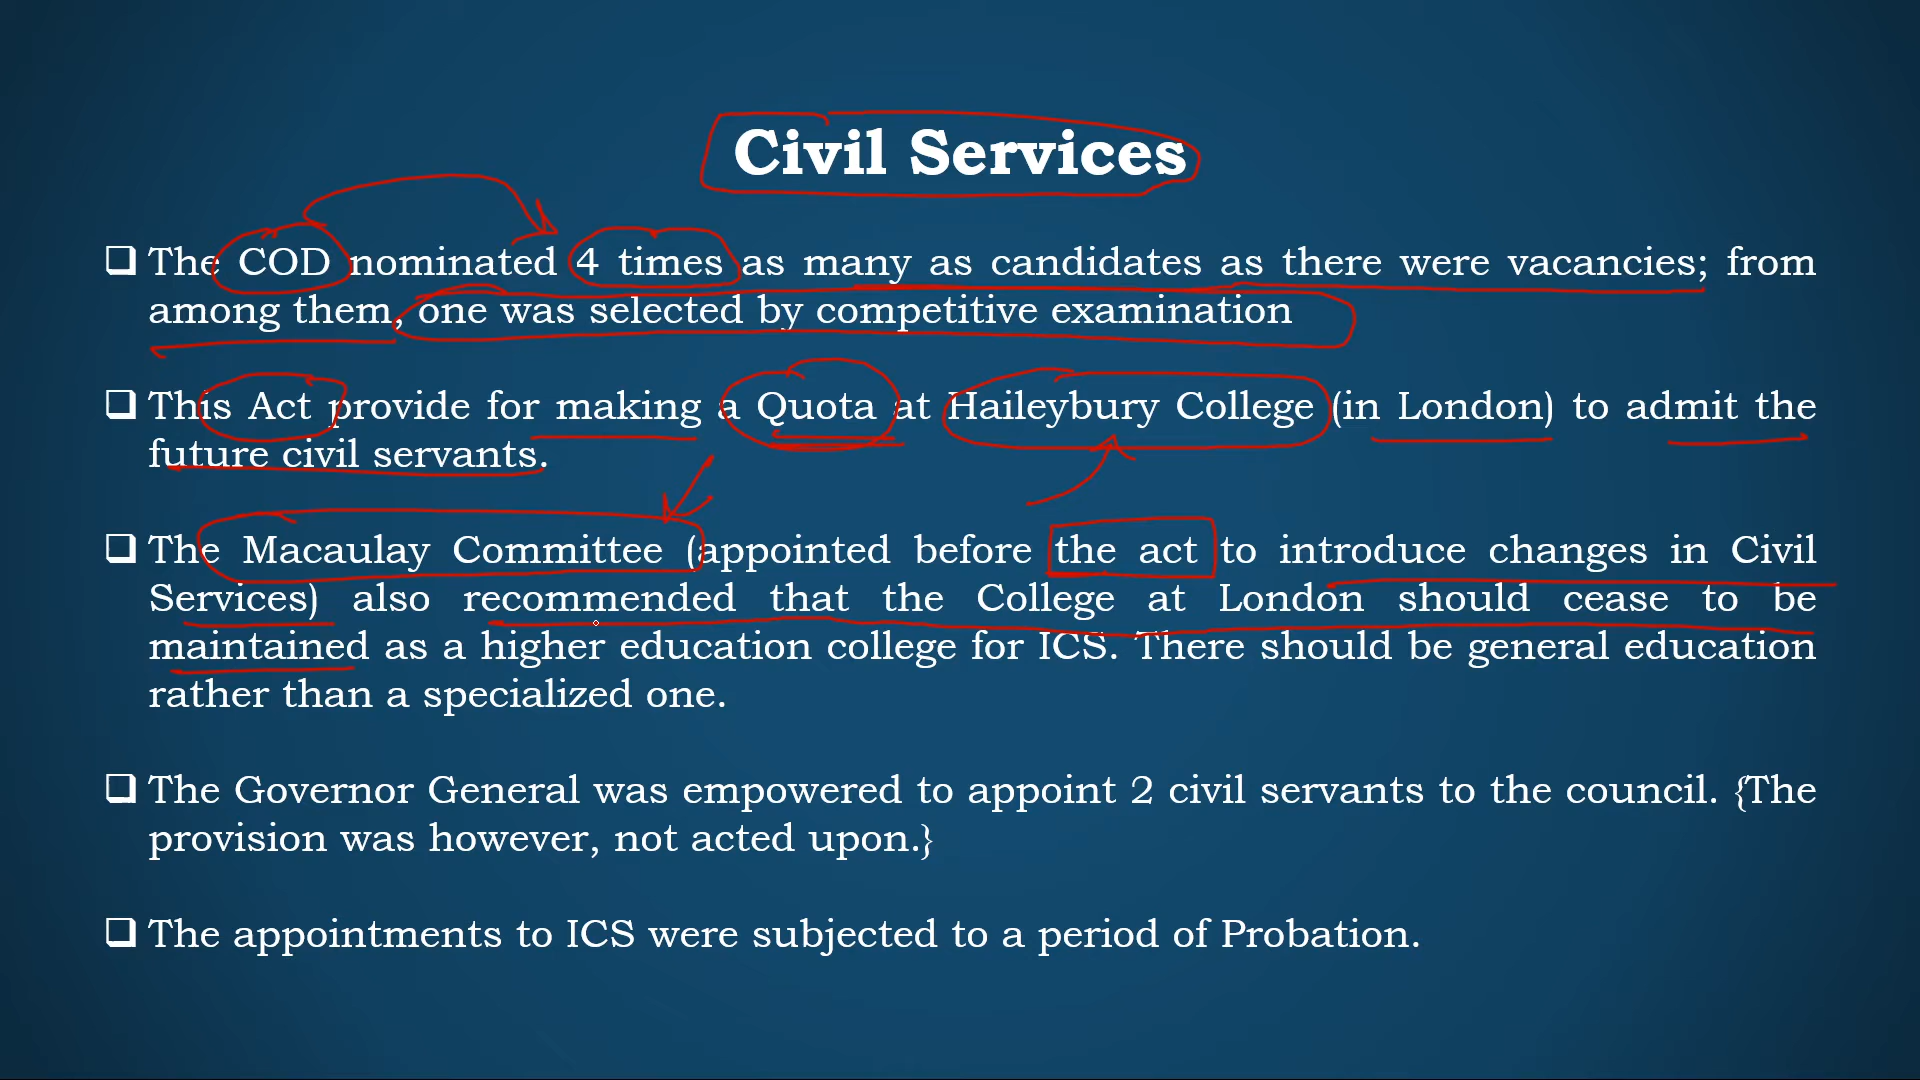 Civil Services
❑ The COD nominated 4 times as many as candidates as there were vacancies; from
among them, one was selected by competitive examination
❑ This Act provide for making a Quota at Haileybury College (in London) to admit the
future civil servants.
❑ The Macaulay Committee (appointed before the act to introduce changes in Civil
Services) also recommended that the College at London should cease to be
maintained as a higher education college for ICS. There should be general education
rather than a specialized one.
❑ The Governor General was empowered to appoint 2 civil servants to the council. {The
provision was however, not acted upon.}
❑ The appointments to ICS were subjected to a period of Probation.